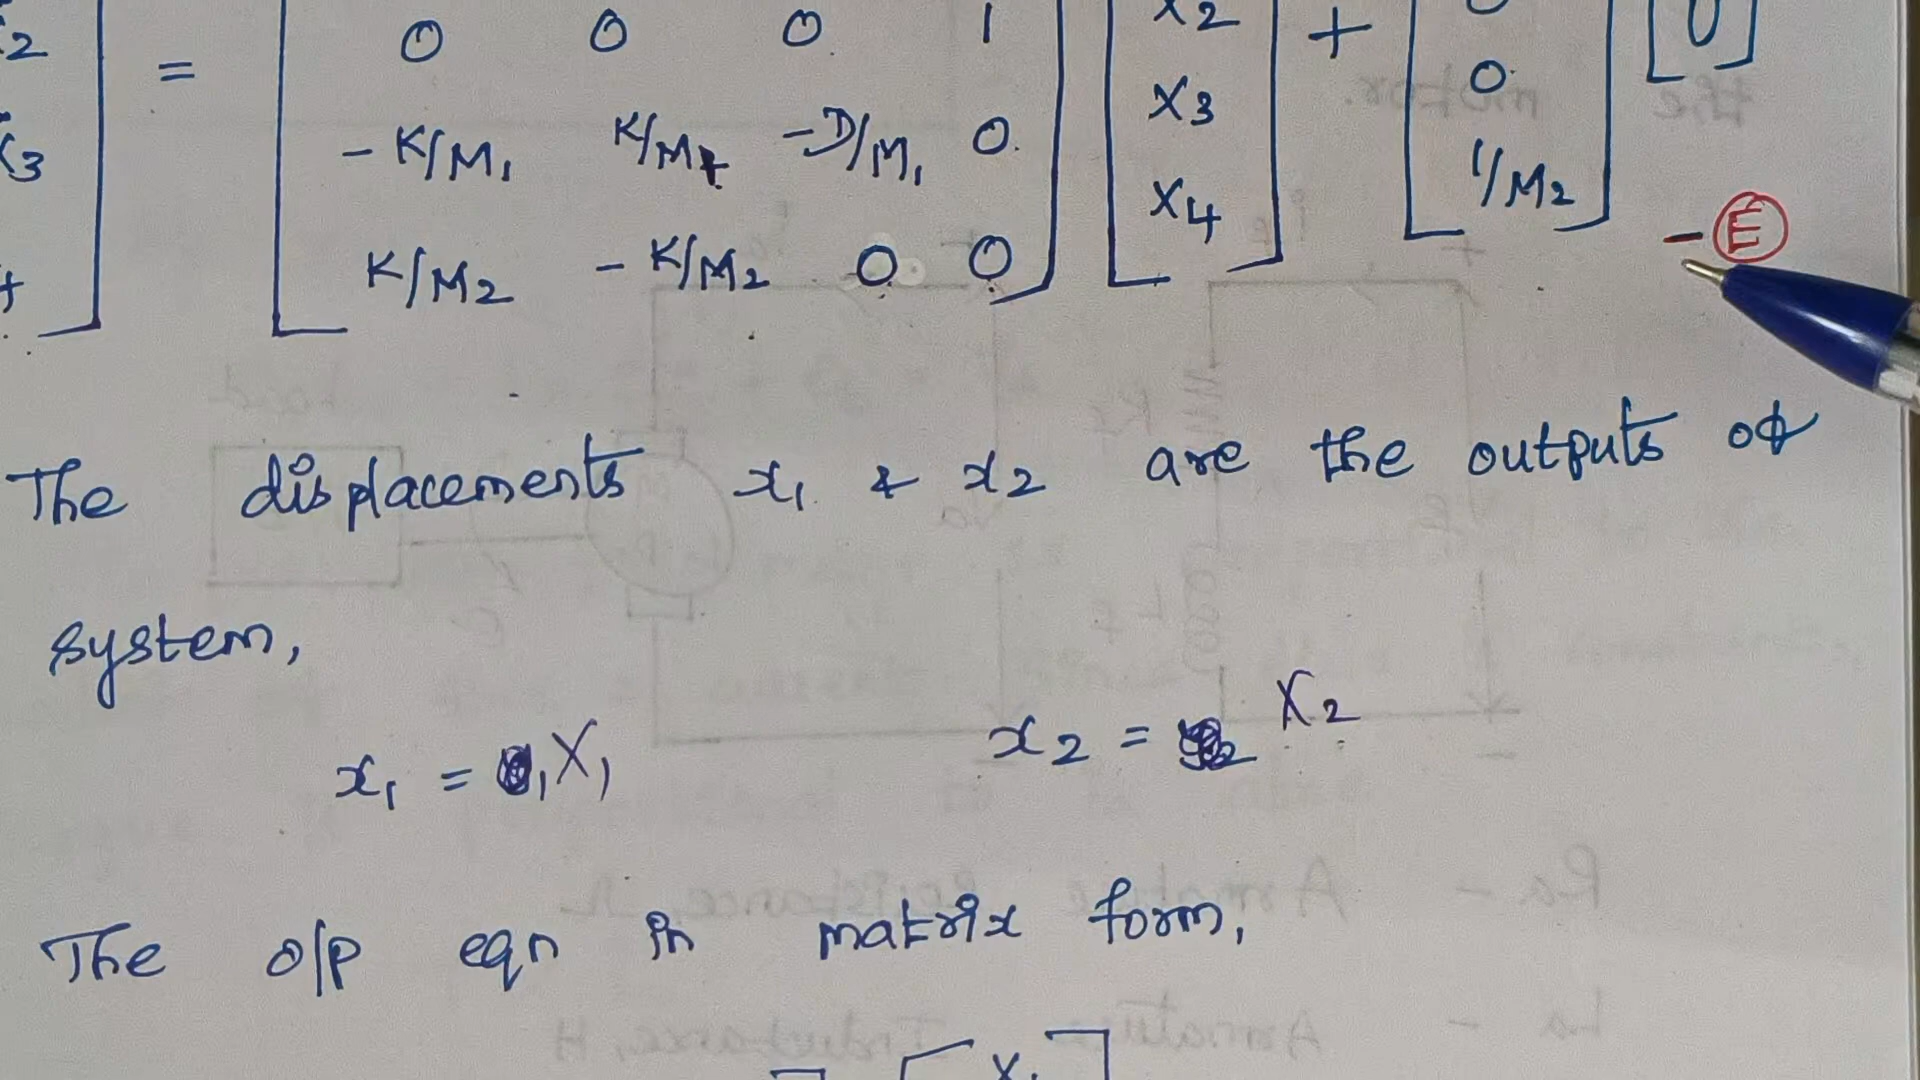 2 = 0 0 0 1 X2 + 0 [U]
X3 -K/M1 K/M1 -D/M1 0 X3 0
K/M2 -K/M2 0 0 X4 1/M2 - E
The displacements x1 & x2 are the outputs of
system,
x1 = X1 x2 = X2
The o/p eqn in matrix form,
X1